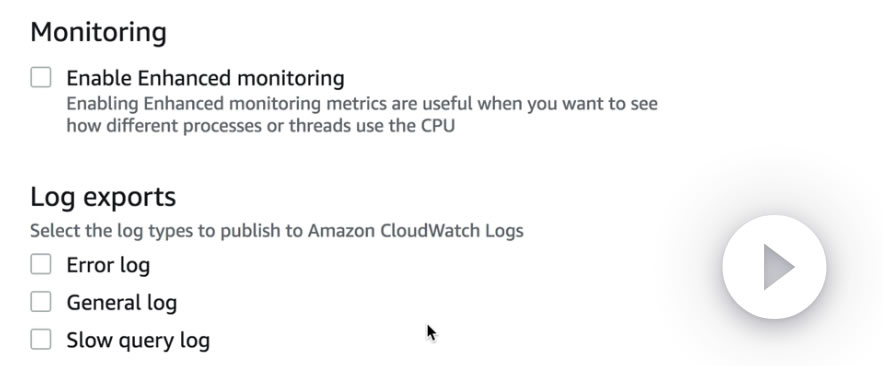 Monitoring
Enable Enhanced monitoring
Enabling Enhanced monitoring metrics are useful when you want to see
how different processes or threads use the CPU
Log exports
Select the log types to publish to Amazon CloudWatch Logs
Error log
General log
Slow query log